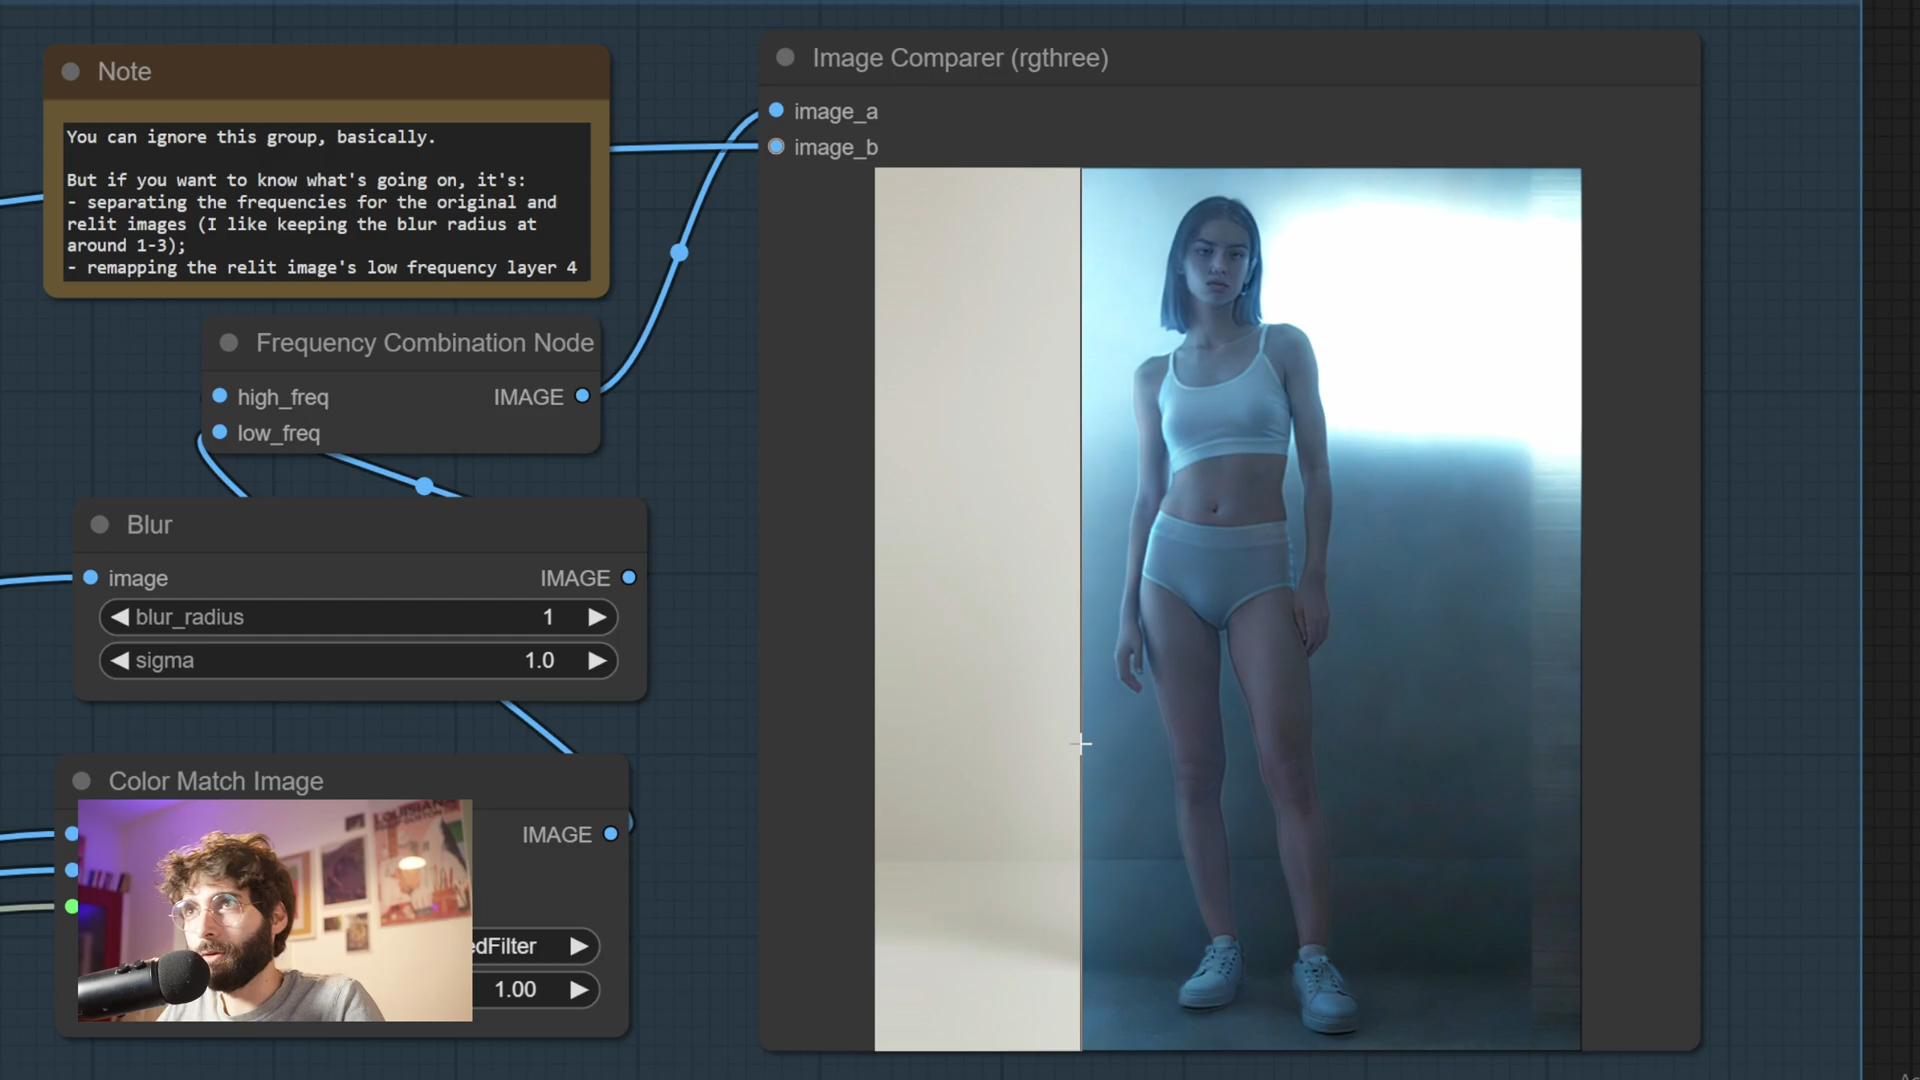 Note
You can ignore this group, basically.
But if you want to know what's going on, it's:
- separating the frequencies for the original and
relit images (I like keeping the blur radius at
around 1-3);
- remapping the relit image's low frequency layer 4
Frequency Combination Node
high_freq
IMAGE
low_freq
Blur
image
IMAGE
blur_radius
1
sigma
1.0
Color Match Image
IMAGE
edFilter
1.00
LOUISIANA
Image Comparer (rgthree)
image_a
image_b